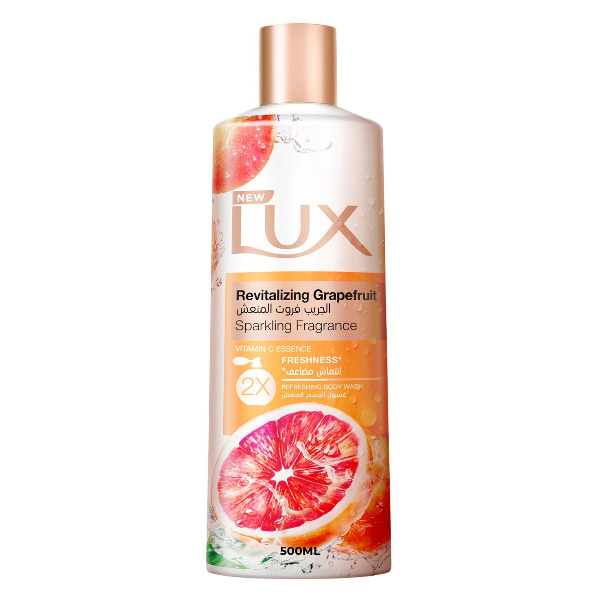 NEW
LUX
Revitalizing Grapefruit
الجريب فروت المنعش
Sparkling Fragrance
VITAMIN C ESSENCE
FRESHNESS*
انتعاش مضاعف*
2X
REFRESHING BODY WASH
غسول الجسم المنعش
500ML